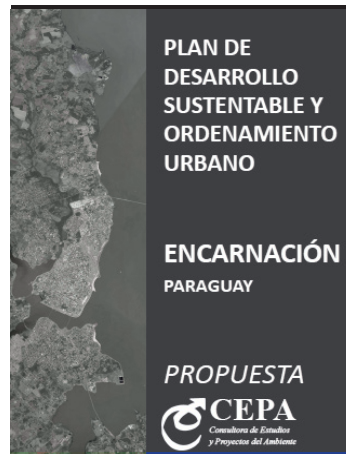 PLAN DE
DESARROLLO
SUSTENTABLE Y
ORDENAMIENTO
URBANO
ENCARNACIÓN
PARAGUAY
PROPUESTA
CEPA
Consultora de Estudios
y Proyectos del Ambiente